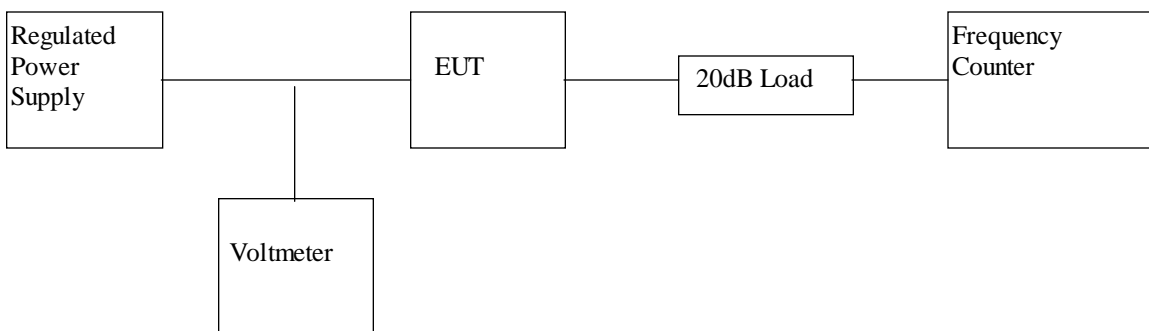 Regulated
Power
Supply
EUT
20dB Load
Frequency
Counter
Voltmeter